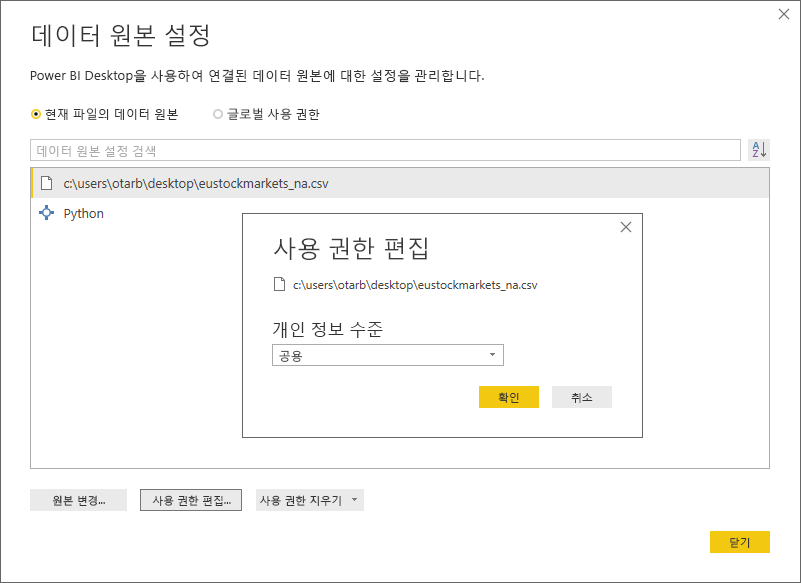 데이터 원본 설정
Power BI Desktop을 사용하여 연결된 데이터 원본에 대한 설정을 관리합니다.
현재 파일의 데이터 원본 글로벌 사용 권한
데이터 원본 설정 검색
A
Z
c:\users\otarb\desktop\eustockmarkets_na.csv
Python
사용 권한 편집
c:\users\otarb\desktop\eustockmarkets_na.csv
개인 정보 수준
공용
확인 취소
원본 변경... 사용 권한 편집... 사용 권한 지우기
닫기